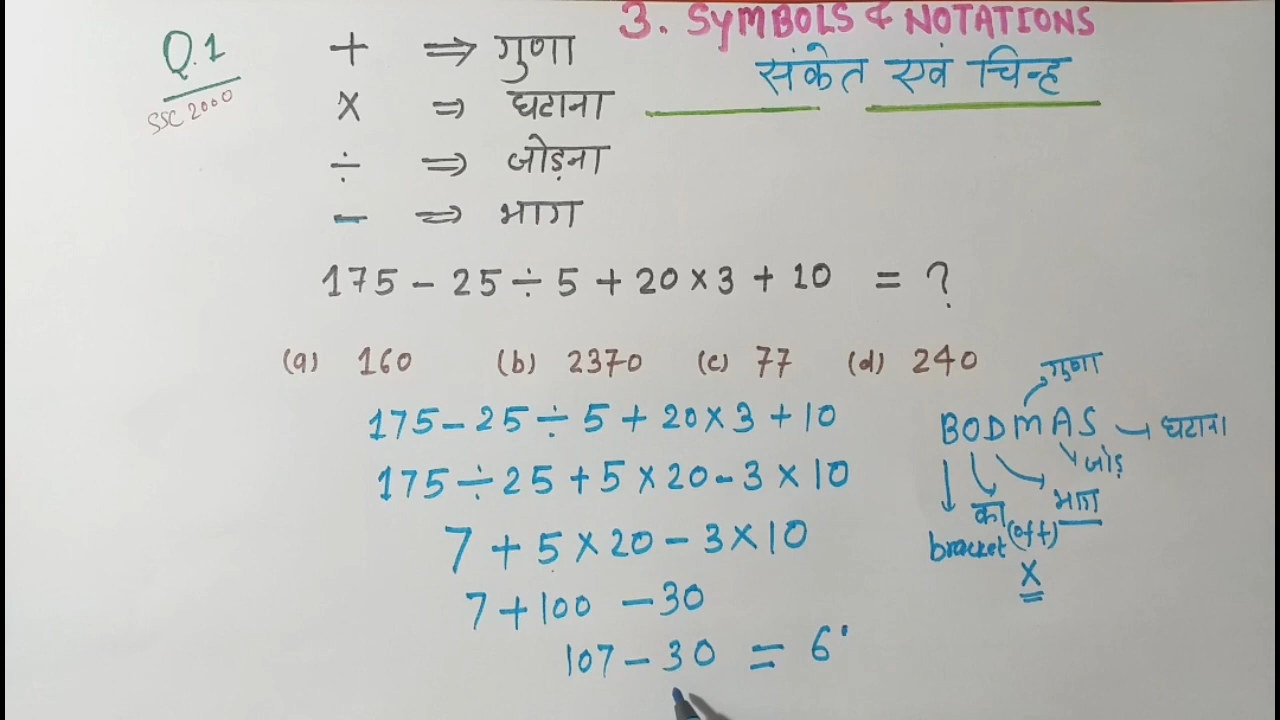 3. SYMBOLS & NOTATIONS
संकेत एवं चिन्ह
Q.1
SSC 2000
+ ⇒ गुणा
× ⇒ घटाना
÷ ⇒ जोड़ना
- ⇒ भाग
175 - 25 ÷ 5 + 20 × 3 + 10 = ?
(a) 160 (b) 2370 (c) 77 (d) 240
175 - 25 ÷ 5 + 20 × 3 + 10
175 ÷ 25 + 5 × 20 - 3 × 10
7 + 5 × 20 - 3 × 10
7 + 100 - 30
107 - 30 = 6
गुणा
BODMAS → घटाना
जोड़
का भाग
bracket (off)
×